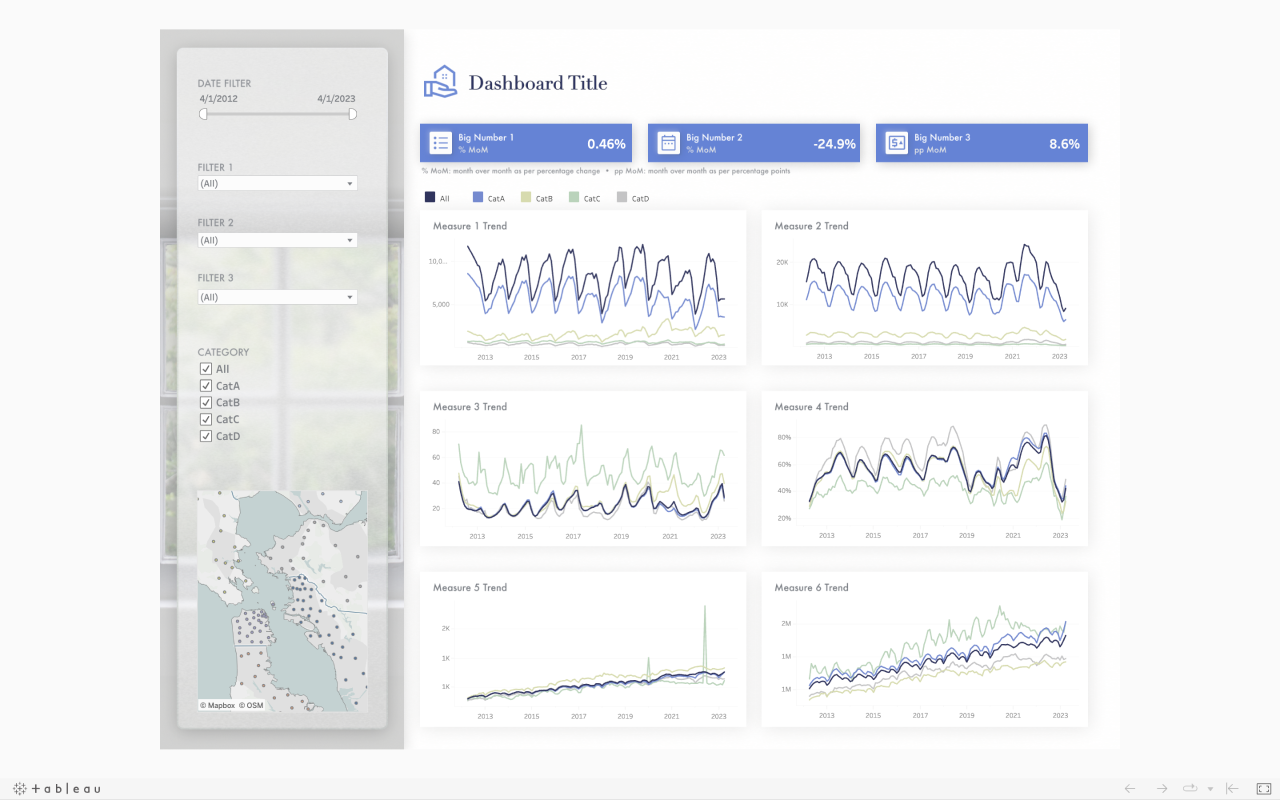 DATE FILTER
4/1/2012 4/1/2023
FILTER 1
(All)
FILTER 2
(All)
FILTER 3
(All)
CATEGORY
All
CatA
CatB
CatC
CatD
© Mapbox © OSM
Dashboard Title
Big Number 1
% MoM
0.46%
Big Number 2
% MoM
-24.9%
Big Number 3
pp MoM
8.6%
% MoM: month over month as per percentage change • pp MoM: month over month as per percentage points
All CatA CatB CatC CatD
Measure 1 Trend
10,0..
5,000
2013 2015 2017 2019 2021 2023
Measure 2 Trend
20K
10K
2013 2015 2017 2019 2021 2023
Measure 3 Trend
80
60
40
20
2013 2015 2017 2019 2021 2023
Measure 4 Trend
80%
60%
40%
20%
2013 2015 2017 2019 2021 2023
Measure 5 Trend
2K
1K
1K
2013 2015 2017 2019 2021 2023
Measure 6 Trend
2M
1M
1M
2013 2015 2017 2019 2021 2023
+ableau